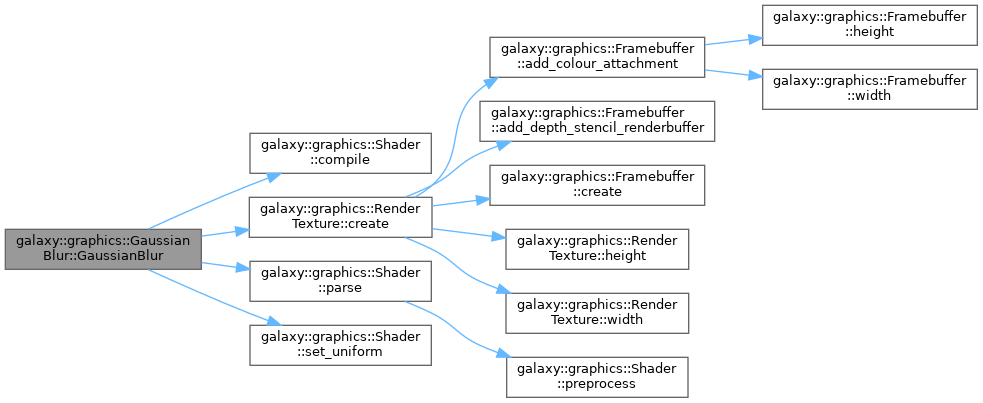 galaxy::graphics::Gaussian
Blur::GaussianBlur
galaxy::graphics::Shader
::compile
galaxy::graphics::Render
Texture::create
galaxy::graphics::Shader
::parse
galaxy::graphics::Shader
::set_uniform
galaxy::graphics::Framebuffer
::add_colour_attachment
galaxy::graphics::Framebuffer
::add_depth_stencil_renderbuffer
galaxy::graphics::Framebuffer
::create
galaxy::graphics::Render
Texture::height
galaxy::graphics::Render
Texture::width
galaxy::graphics::Shader
::preprocess
galaxy::graphics::Framebuffer
::height
galaxy::graphics::Framebuffer
::width